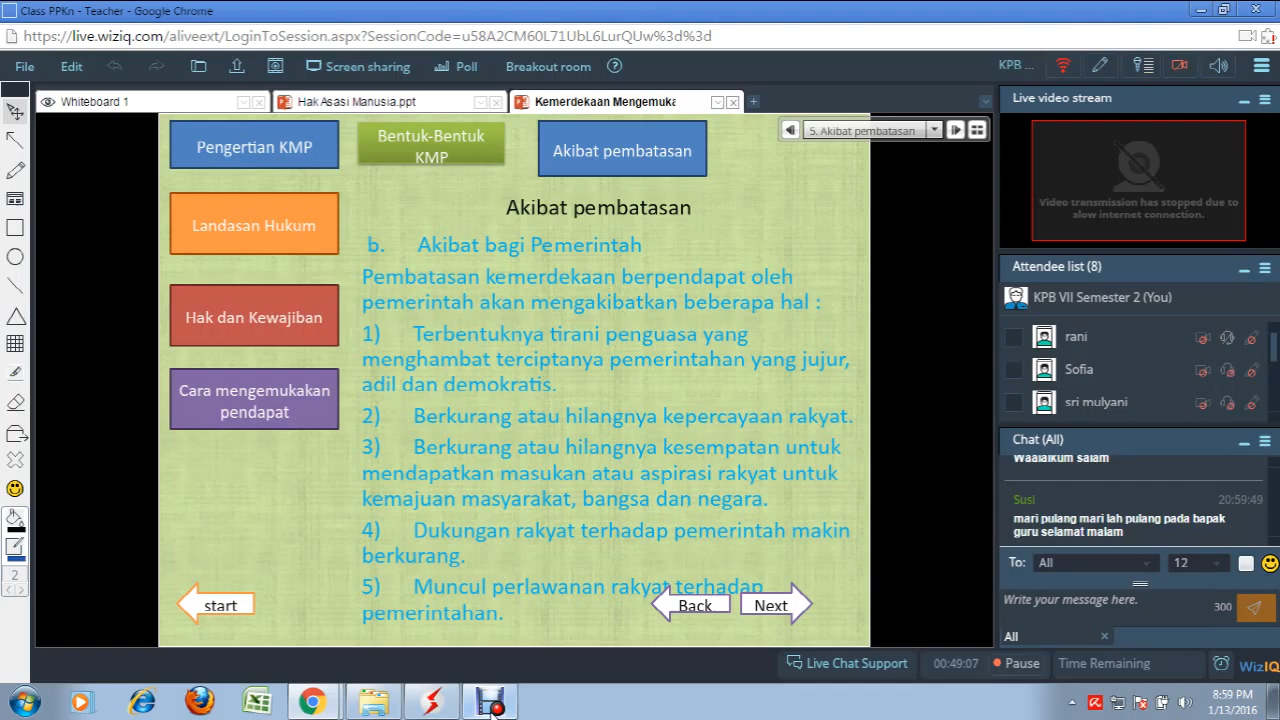 Class PPKn - Teacher - Google Chrome
https://live.wiziq.com/aliveext/LoginToSession.aspx?SessionCode=u58A2CM60L71UbL6LurQUw%3d%3d
File Edit Screen sharing Poll Breakout room KPB ...
Whiteboard 1 Hak Asasi Manusia.ppt Kemerdekaan Mengemuka
5. Akibat pembatasan
Pengertian KMP
Bentuk-Bentuk
KMP
Akibat pembatasan
Landasan Hukum
Hak dan Kewajiban
Cara mengemukakan
pendapat
Akibat pembatasan
b. Akibat bagi Pemerintah
Pembatasan kemerdekaan berpendapat oleh
pemerintah akan mengakibatkan beberapa hal :
1) Terbentuknya tirani penguasa yang
menghambat terciptanya pemerintahan yang jujur,
adil dan demokratis.
2) Berkurang atau hilangnya kepercayaan rakyat.
3) Berkurang atau hilangnya kesempatan untuk
mendapatkan masukan atau aspirasi rakyat untuk
kemajuan masyarakat, bangsa dan negara.
4) Dukungan rakyat terhadap pemerintah makin
berkurang.
5) Muncul perlawanan rakyat terhadap
pemerintahan.
start
Back
Next
2
Live video stream
Video transmission has stopped due to
slow internet connection.
Attendee list (8)
KPB VII Semester 2 (You)
rani
Sofia
sri mulyani
Chat (All)
Waalaikum salam
Susi 20:59:49
mari pulang mari lah pulang pada bapak
guru selamat malam
To: All 12
Write your message here. 300
All
Live Chat Support 00:49:07 Pause Time Remaining WizIQ
8:59 PM
1/13/2016